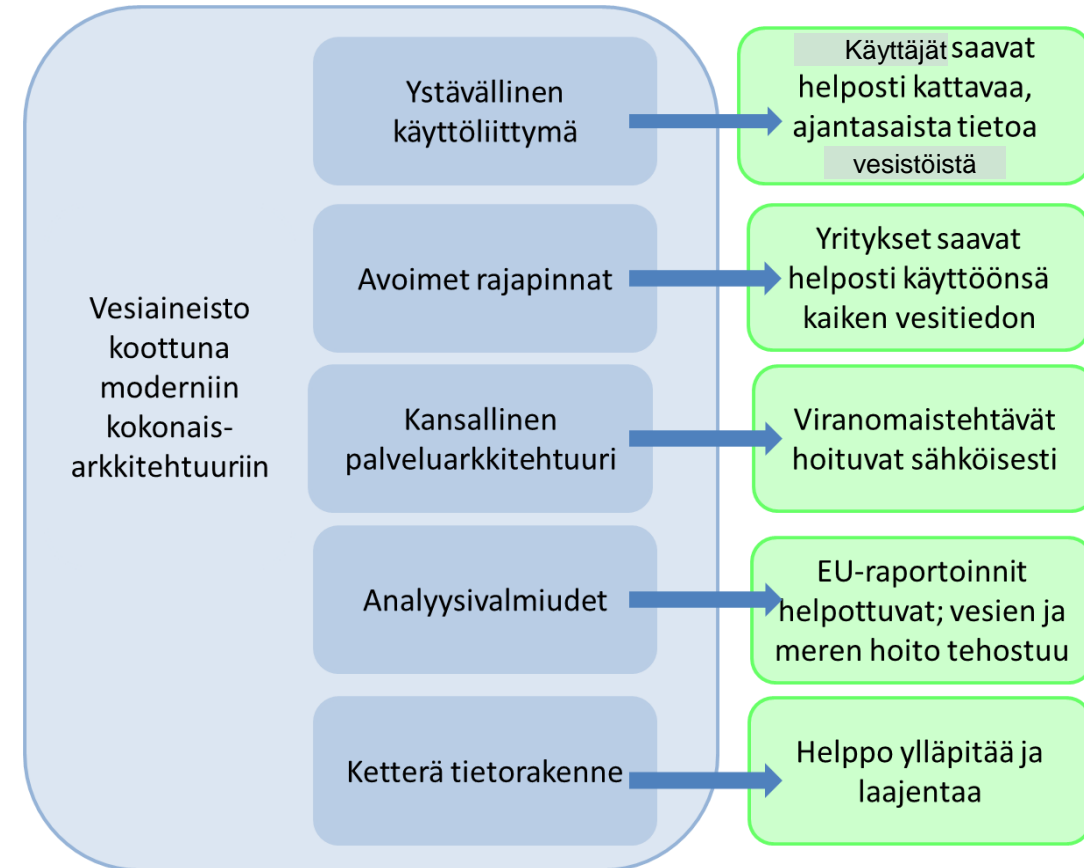 Vesiaineisto
koottuna
moderniin
kokonais-
arkkitehtuuriin
Ystävällinen
käyttöliittymä
Käyttäjät saavat
helposti kattavaa,
ajantasaista tietoa
vesistöistä
Avoimet rajapinnat
Yritykset saavat
helposti käyttöönsä
kaiken vesitiedon
Kansallinen
palveluarkkitehtuuri
Viranomaistehtävät
hoituvat sähköisesti
Analyysivalmiudet
EU-raportoinnit
helpottuvat; vesien ja
meren hoito tehostuu
Ketterä tietorakenne
Helppo ylläpitää ja
laajentaa